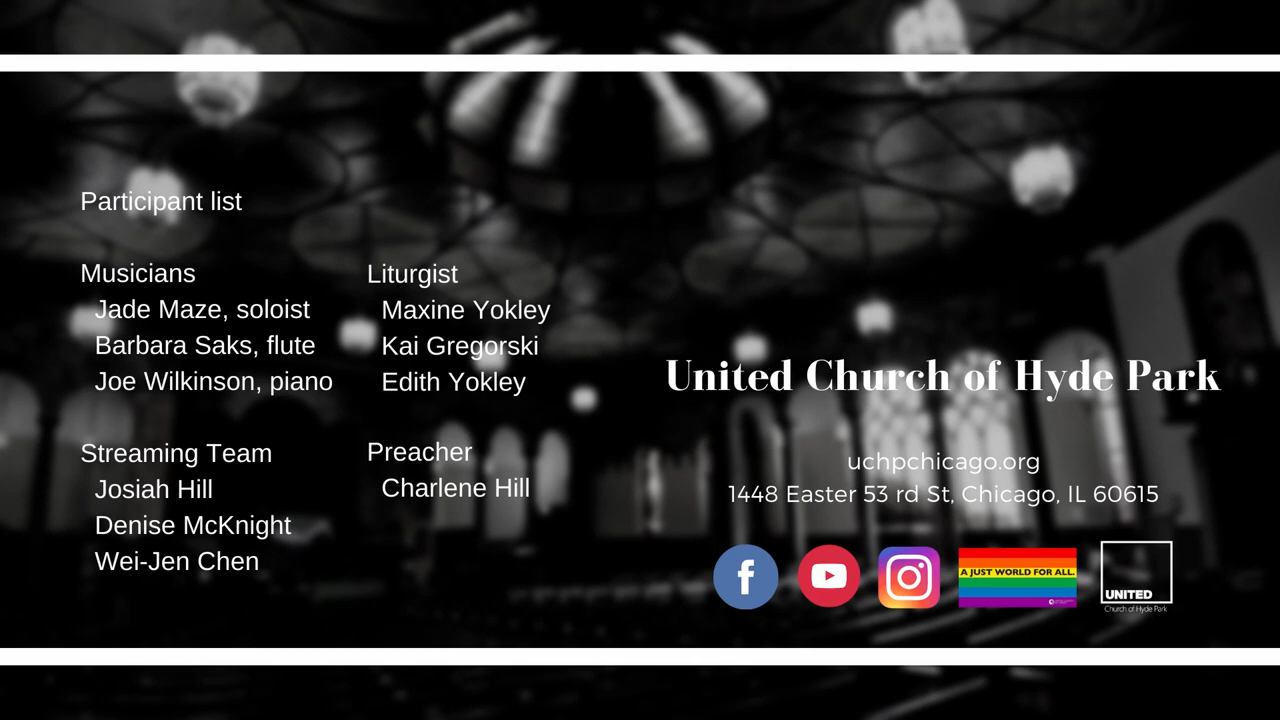 Participant list
Musicians
Jade Maze, soloist
Barbara Saks, flute
Joe Wilkinson, piano
Streaming Team
Josiah Hill
Denise McKnight
Wei-Jen Chen
Liturgist
Maxine Yokley
Kai Gregorski
Edith Yokley
Preacher
Charlene Hill
United Church of Hyde Park
uchpchicago.org
1448 Easter 53 rd St, Chicago, IL 60615
f
A JUST WORLD FOR ALL.
UNITED
Church of Hyde Park